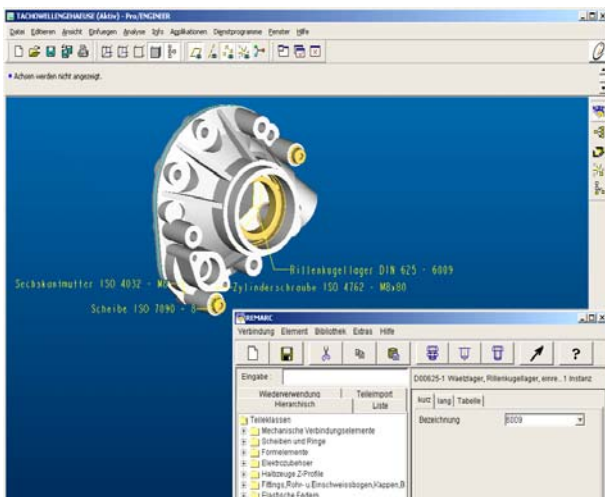 TACHOWELLENGEHAEUSE (Aktiv) - Pro/ENGINEER
Datei Editieren Ansicht Einfuegen Analyse Info Applikationen Dienstprogramme Fenster Hilfe
Achsen werden nicht angezeigt.
Rillenkugellager DIN 625 - 6009
Sechskantmutter ISO 4032 - M8
Zylinderschraube ISO 4762 - M8x80
Scheibe ISO 7090 - 8
REMARC
Verbindung Element Bibliothek Extras Hilfe
Eingabe :
D00625-1 Waelzlager, Rillenkugellager, einre.. 1 Instanz
Wiederverwendung Teileimport
Hierarchisch Liste
kurz lang Tabelle
Teileklassen
Bezeichnung 6009
Mechanische Verbindungselemente
Scheiben und Ringe
Formelemente
Elektrozubehoer
Halbzeuge Z-Profile
Fittings,Rohr- u.Einschweissbogen,Kappen,B
Elastische Federn